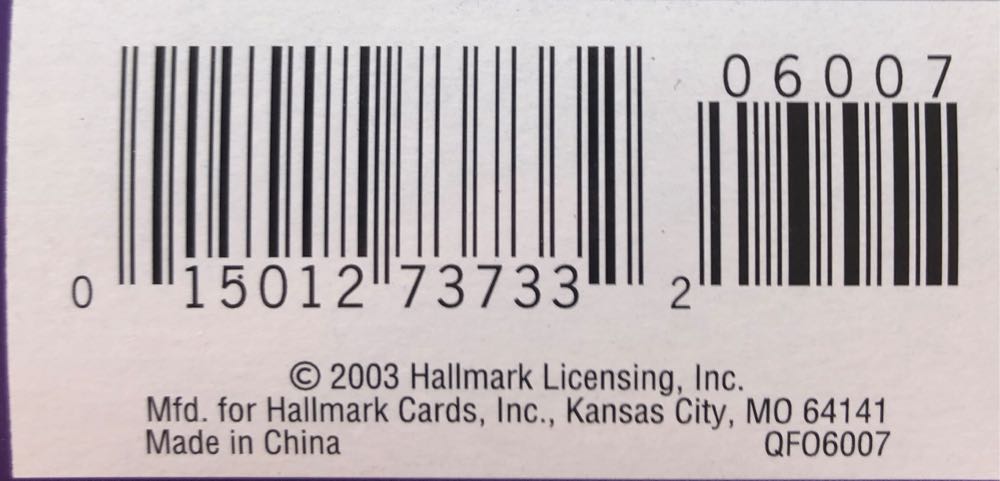 06007
0 15012 73733 2
© 2003 Hallmark Licensing, Inc.
Mfd. for Hallmark Cards, Inc., Kansas City, MO 64141
Made in China QFO6007